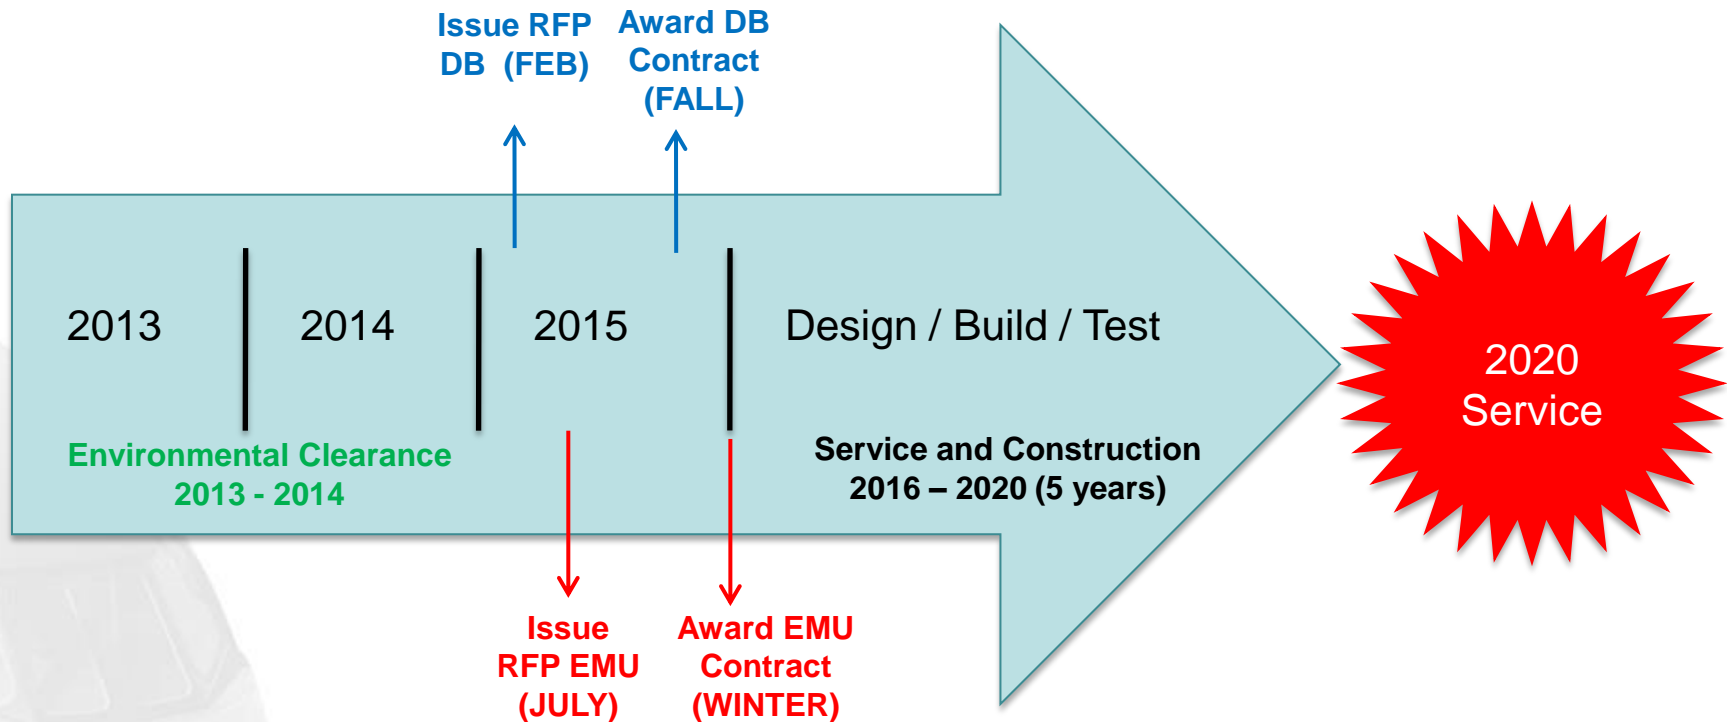 Issue RFP
DB (FEB)
Award DB
Contract
(FALL)
2013
2014
2015
Design / Build / Test
2020
Service
Environmental Clearance
2013 - 2014
Service and Construction
2016 – 2020 (5 years)
Issue
RFP EMU
(JULY)
Award EMU
Contract
(WINTER)